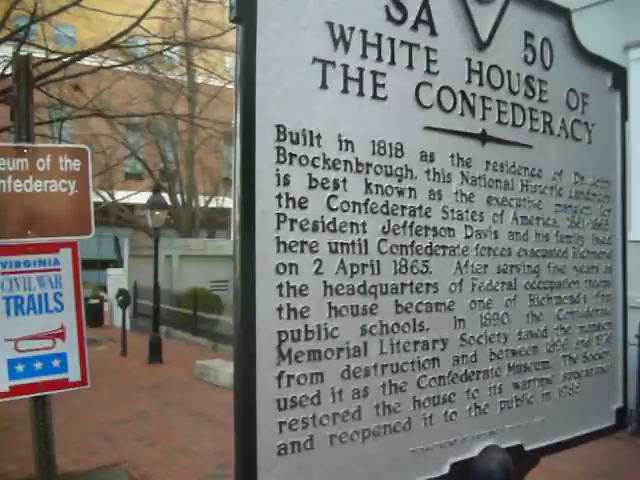 SA 50
WHITE HOUSE OF
THE CONFEDERACY
Built in 1818 as the residence of Dr. John
Brockenbrough, this National Historic Landmark
is best known as the executive mansion for
the Confederate States of America, 1861-1865.
President Jefferson Davis and his family lived
here until Confederate forces evacuated Richmond
on 2 April 1865. After serving five years as
the headquarters of Federal occupation troops
the house became one of Richmond's first
public schools. In 1890, the Confederate
Memorial Literary Society saved the mansion
from destruction and between 1896 and 1976
used it as the Confederate Museum. The Society
restored the house to its wartime appearance
and reopened it to the public in 1988.
eum of the
nfederacy.
VIRGINIA
CIVIL WAR
TRAILS